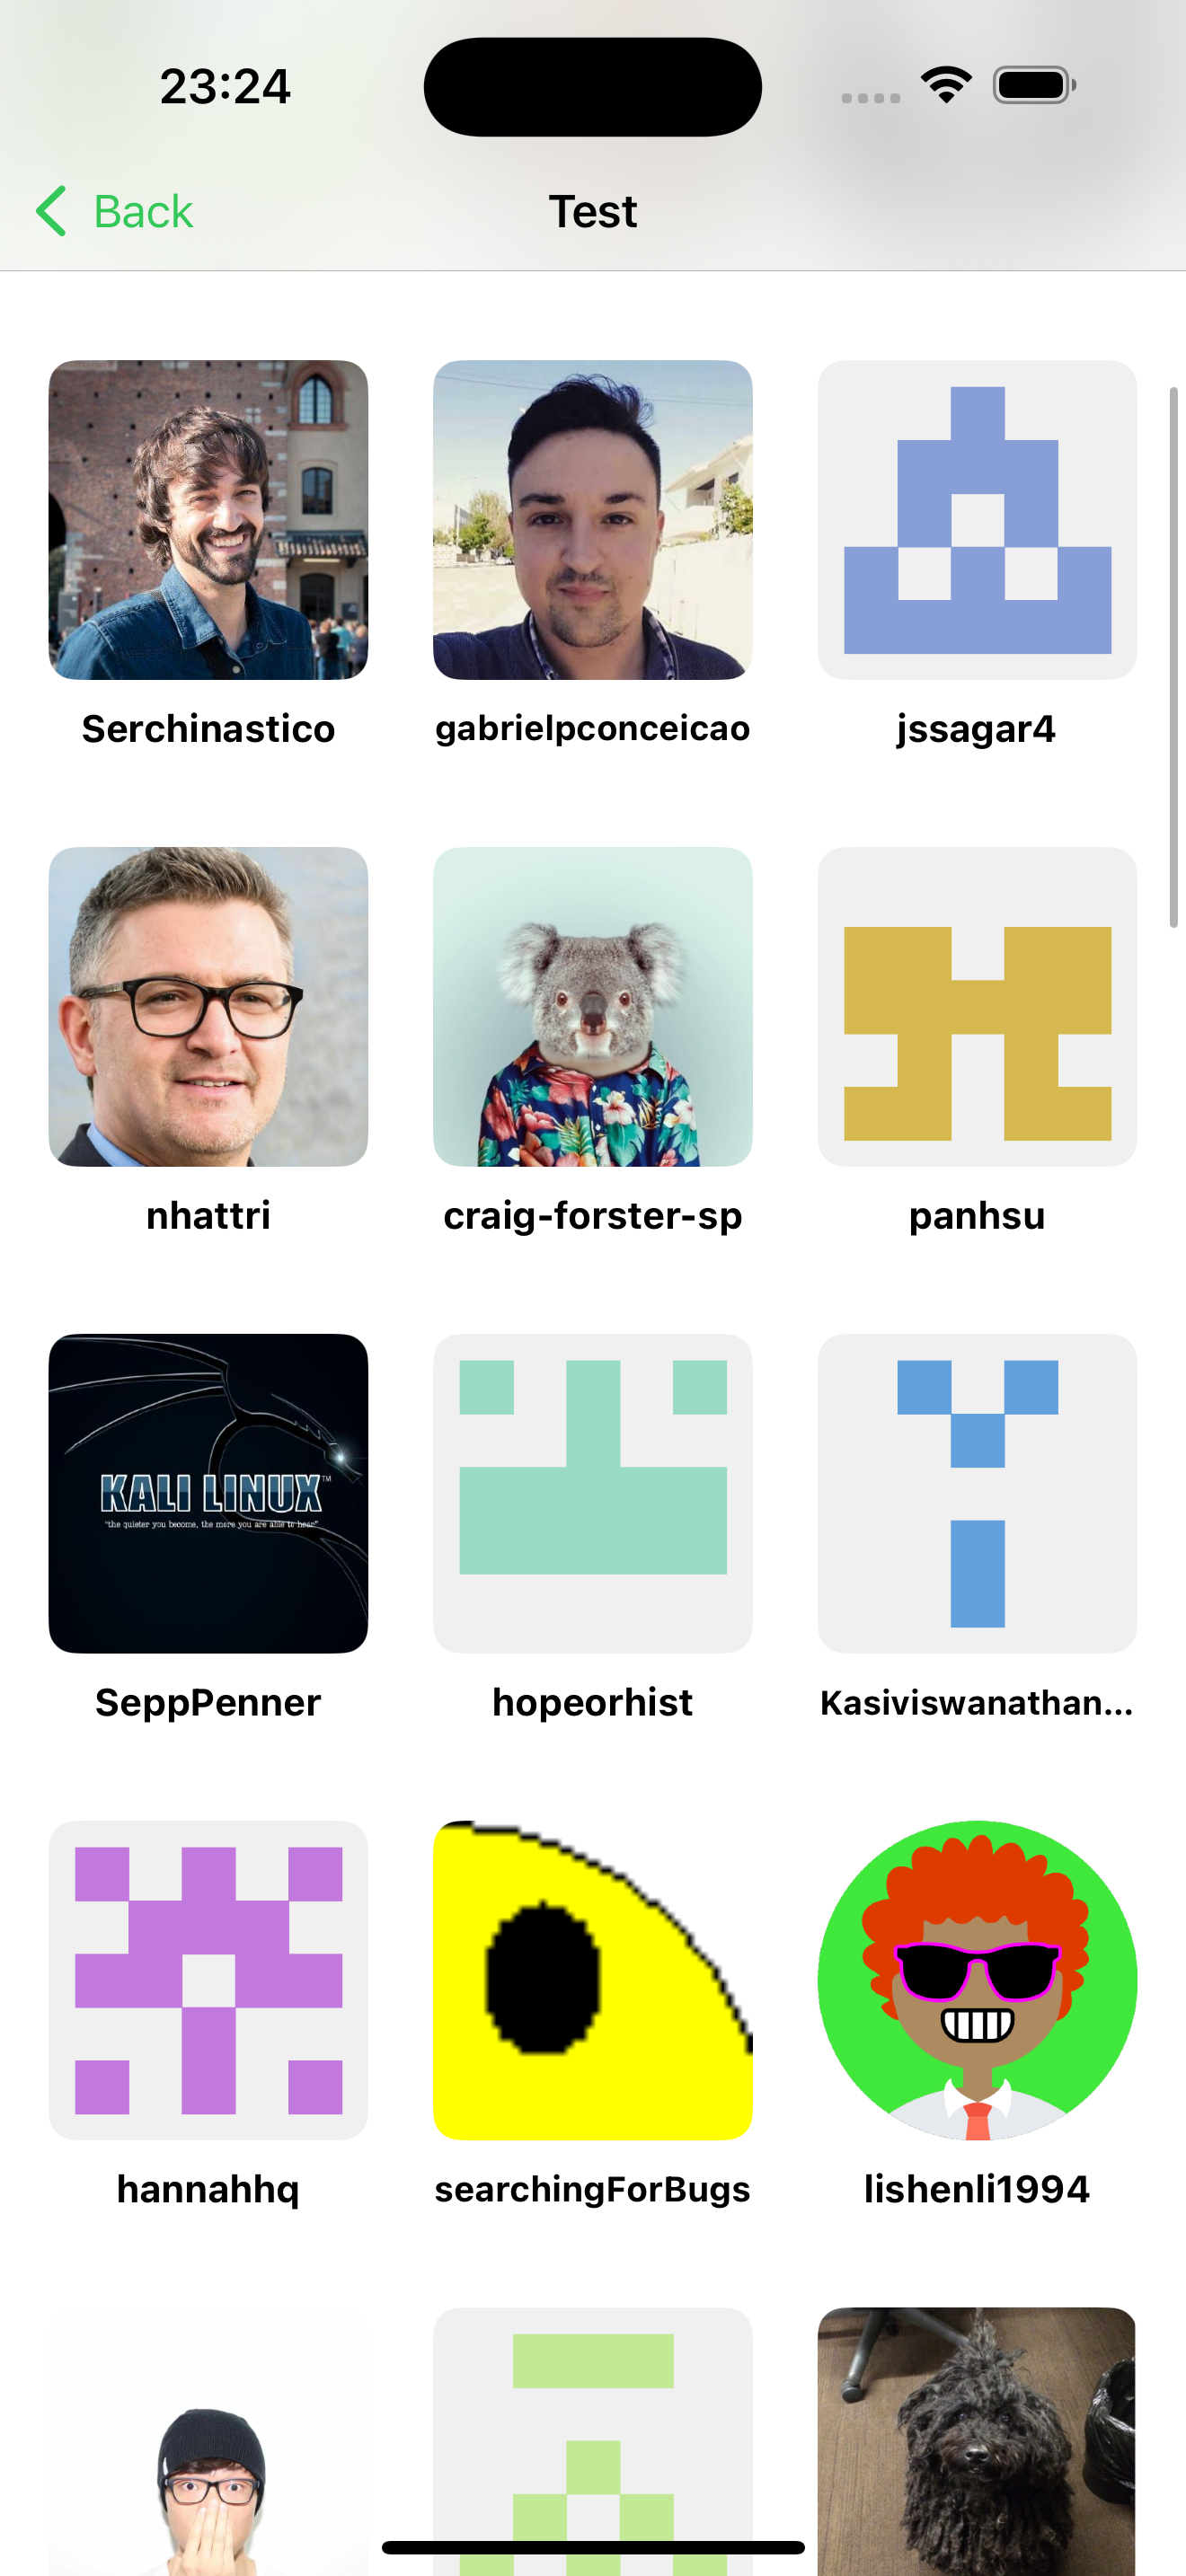 23:24
Back
Test
Serchinastico
gabrielpconceicao
jssagar4
nhattri
craig-forster-sp
panhsu
KALI LINUX™
"the quieter you become, the more you are able to hear"
SeppPenner
hopeorhist
Kasiviswanathan...
hannahhq
searchingForBugs
lishenli1994